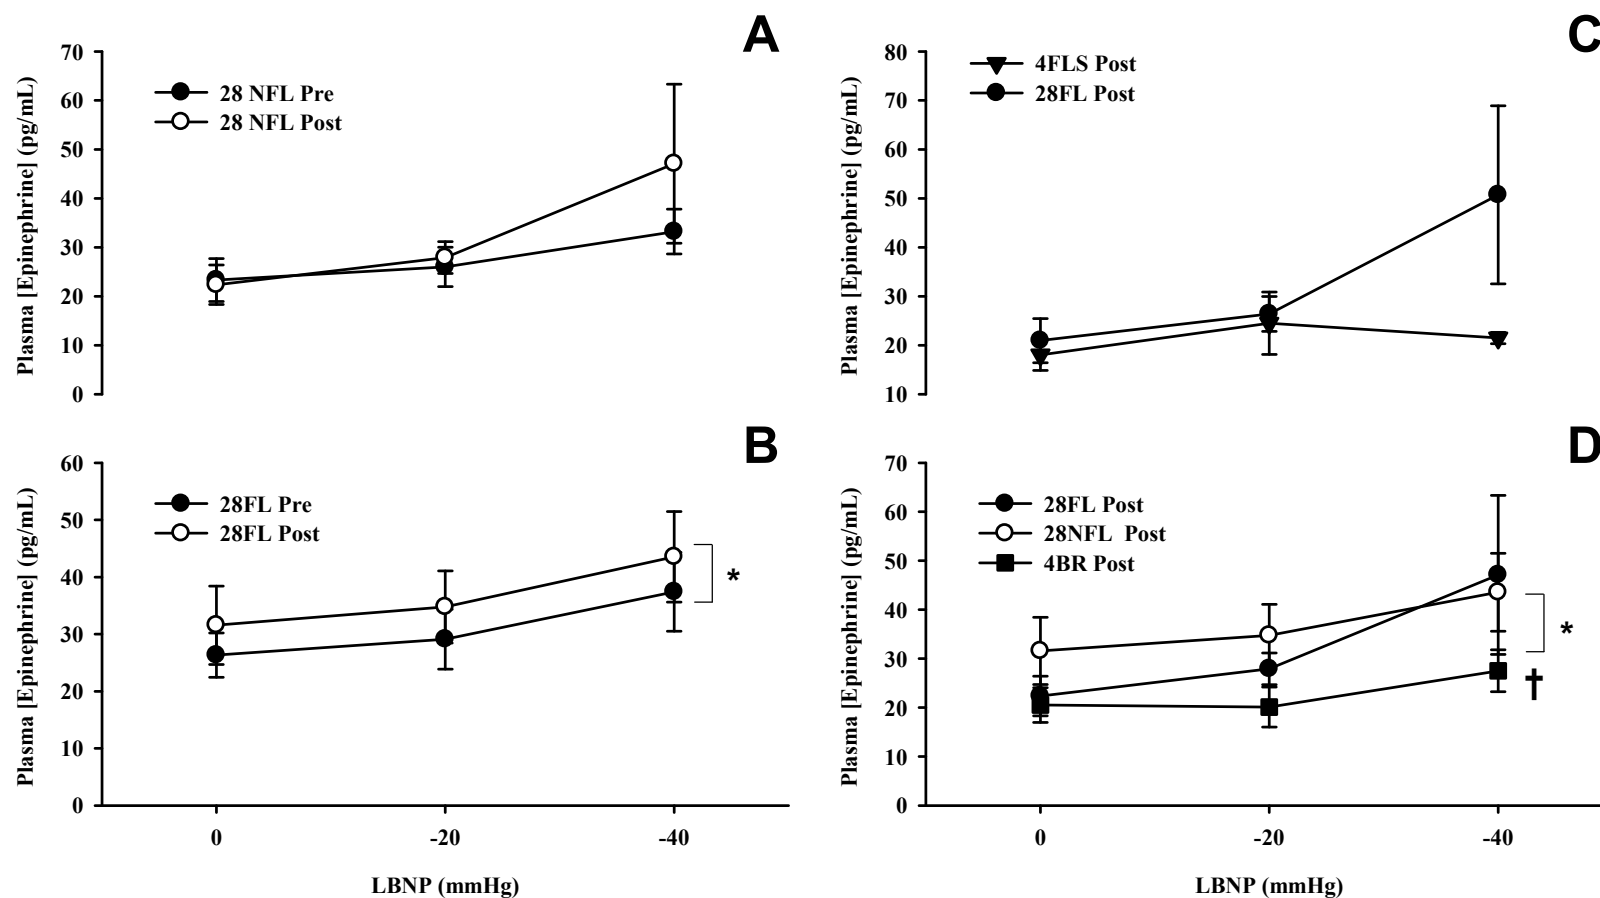 A
Plasma [Epinephrine] (pg/mL)
70
60
50
40
30
20
10
0
28 NFL Pre
28 NFL Post
C
Plasma [Epinephrine] (pg/mL)
80
70
60
50
40
30
20
10
4FLS Post
28FL Post
B
Plasma [Epinephrine] (pg/mL)
60
50
40
30
20
10
0
28FL Pre
28FL Post
*
0
-20
-40
LBNP (mmHg)
D
Plasma [Epinephrine] (pg/mL)
70
60
50
40
30
20
10
0
28FL Post
28NFL  Post
4BR Post
*
†
0
-20
-40
LBNP (mmHg)